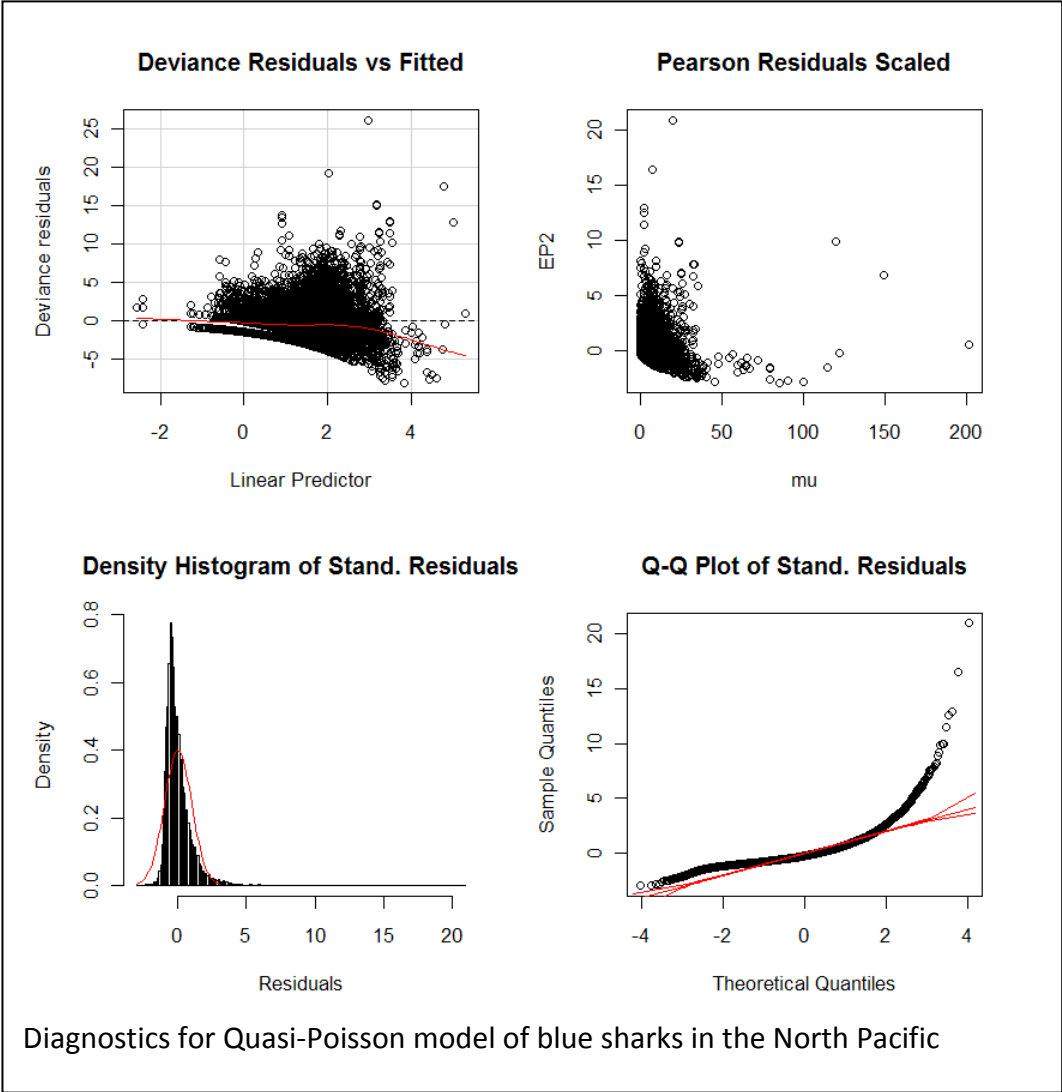 Deviance Residuals vs Fitted
25
20
15
10
5
0
-5
Deviance residuals
-2 0 2 4
Linear Predictor
Pearson Residuals Scaled
20
15
10
5
0
EP2
0 50 100 150 200
mu
Density Histogram of Stand. Residuals
0.8
0.6
0.4
0.2
0.0
Density
0 5 10 15 20
Residuals
Q-Q Plot of Stand. Residuals
20
15
10
5
0
Sample Quantiles
-4 -2 0 2 4
Theoretical Quantiles
Diagnostics for Quasi-Poisson model of blue sharks in the North Pacific